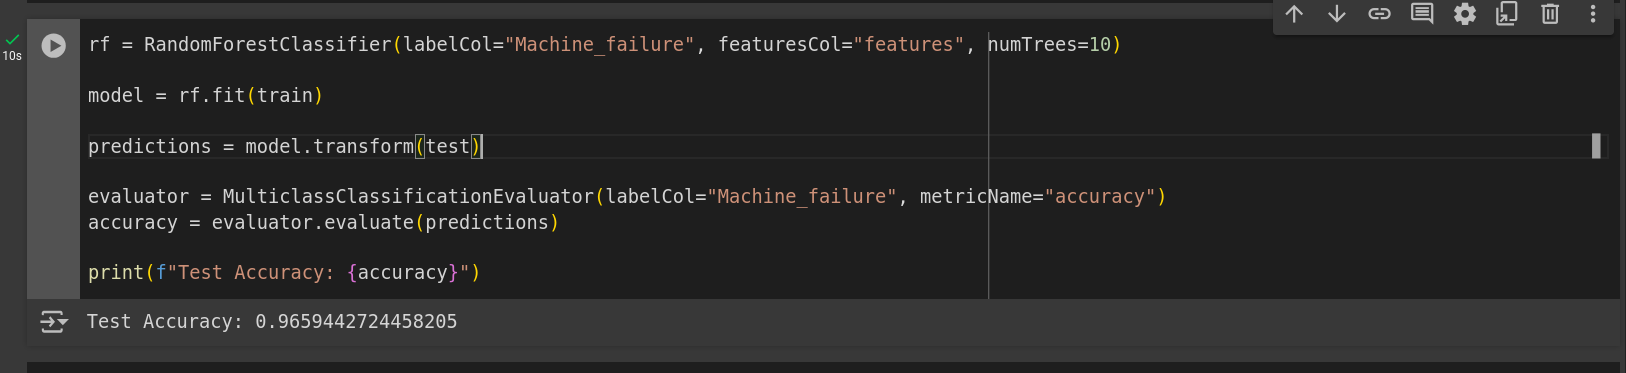 rf = RandomForestClassifier(labelCol="Machine_failure", featuresCol="features", numTrees=10)
10s
model = rf.fit(train)
predictions = model.transform(test)
evaluator = MulticlassClassificationEvaluator(labelCol="Machine_failure", metricName="accuracy")
accuracy = evaluator.evaluate(predictions)
print(f"Test Accuracy: {accuracy}")
Test Accuracy: 0.9659442724458205